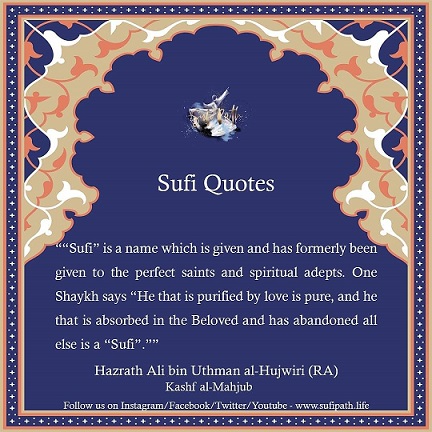 Sufi Quotes
““Sufi” is a name which is given and has formerly been
given to the perfect saints and spiritual adepts. One
Shaykh says “He that is purified by love is pure, and he
that is absorbed in the Beloved and has abandoned all
else is a “Sufi”.””
Hazrath Ali bin Uthman al-Hujwiri (RA)
Kashf al-Mahjub
Follow us on Instagram/Facebook/Twitter/Youtube - www.sufipath.life